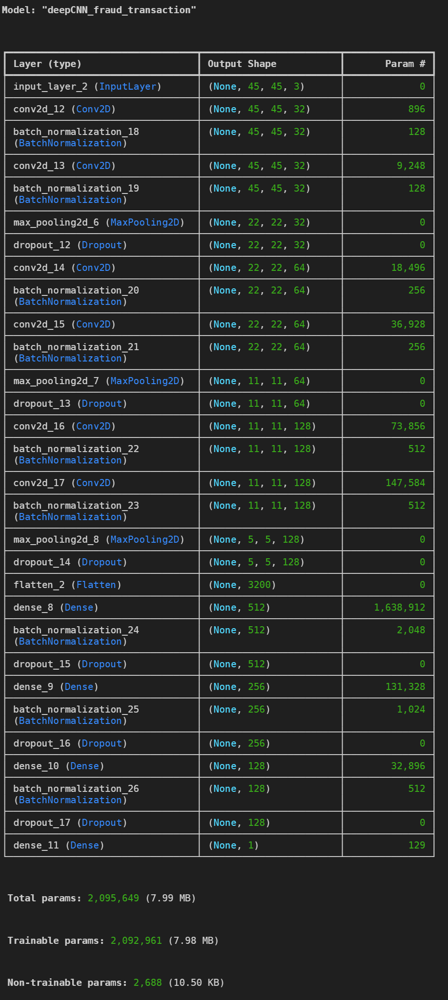 Model: "deepCNN_fraud_transaction"
Layer (type) Output Shape Param #
input_layer_2 (InputLayer) (None, 45, 45, 3) 0
conv2d_12 (Conv2D) (None, 45, 45, 32) 896
batch_normalization_18 (None, 45, 45, 32) 128
(BatchNormalization)
conv2d_13 (Conv2D) (None, 45, 45, 32) 9,248
batch_normalization_19 (None, 45, 45, 32) 128
(BatchNormalization)
max_pooling2d_6 (MaxPooling2D) (None, 22, 22, 32) 0
dropout_12 (Dropout) (None, 22, 22, 32) 0
conv2d_14 (Conv2D) (None, 22, 22, 64) 18,496
batch_normalization_20 (None, 22, 22, 64) 256
(BatchNormalization)
conv2d_15 (Conv2D) (None, 22, 22, 64) 36,928
batch_normalization_21 (None, 22, 22, 64) 256
(BatchNormalization)
max_pooling2d_7 (MaxPooling2D) (None, 11, 11, 64) 0
dropout_13 (Dropout) (None, 11, 11, 64) 0
conv2d_16 (Conv2D) (None, 11, 11, 128) 73,856
batch_normalization_22 (None, 11, 11, 128) 512
(BatchNormalization)
conv2d_17 (Conv2D) (None, 11, 11, 128) 147,584
batch_normalization_23 (None, 11, 11, 128) 512
(BatchNormalization)
max_pooling2d_8 (MaxPooling2D) (None, 5, 5, 128) 0
dropout_14 (Dropout) (None, 5, 5, 128) 0
flatten_2 (Flatten) (None, 3200) 0
dense_8 (Dense) (None, 512) 1,638,912
batch_normalization_24 (None, 512) 2,048
(BatchNormalization)
dropout_15 (Dropout) (None, 512) 0
dense_9 (Dense) (None, 256) 131,328
batch_normalization_25 (None, 256) 1,024
(BatchNormalization)
dropout_16 (Dropout) (None, 256) 0
dense_10 (Dense) (None, 128) 32,896
batch_normalization_26 (None, 128) 512
(BatchNormalization)
dropout_17 (Dropout) (None, 128) 0
dense_11 (Dense) (None, 1) 129
Total params: 2,095,649 (7.99 MB)
Trainable params: 2,092,961 (7.98 MB)
Non-trainable params: 2,688 (10.50 KB)